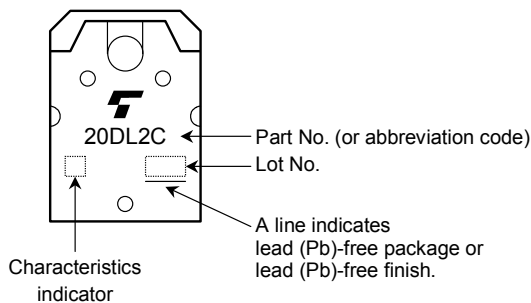 20DL2C
Part No. (or abbreviation code)
Lot No.
A line indicates
lead (Pb)-free package or
lead (Pb)-free finish.
Characteristics
indicator